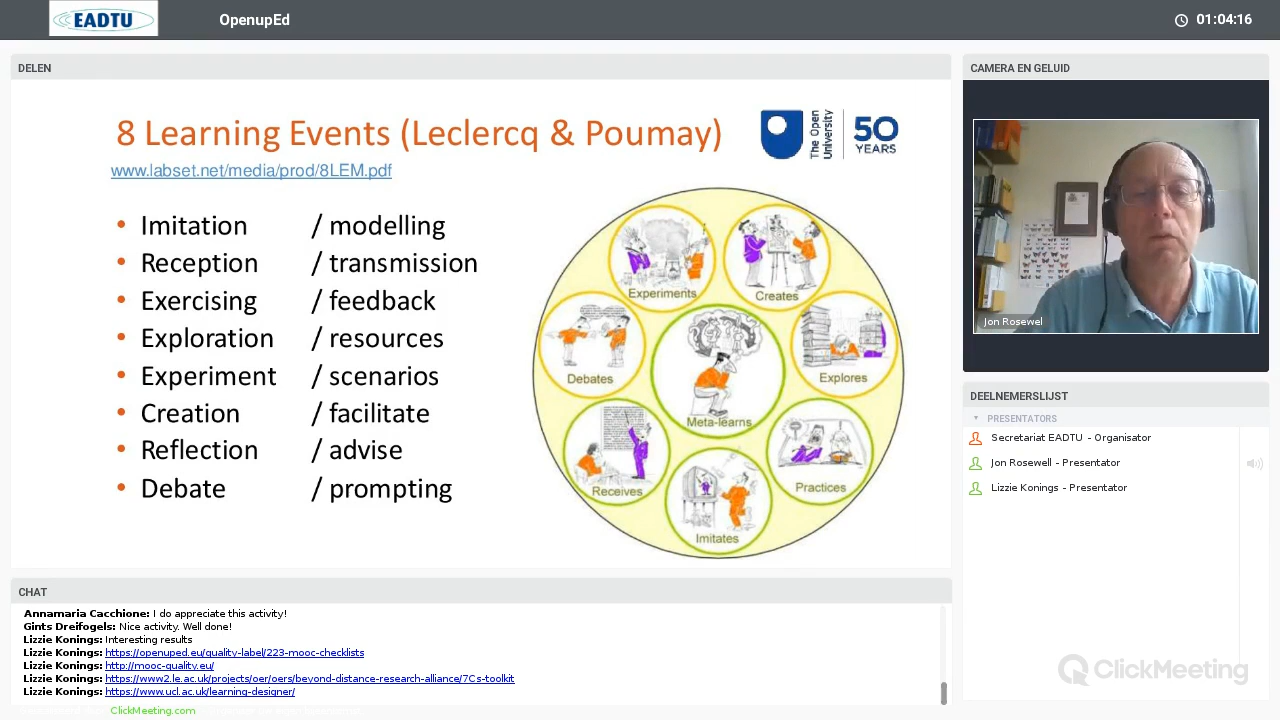 EADTU
OpenupEd
01:04:16
DELEN
8 Learning Events (Leclercq & Poumay)
www.labset.net/media/prod/8LEM.pdf
The Open University
50 YEARS
• Imitation / modelling
• Reception / transmission
• Exercising / feedback
• Exploration / resources
• Experiment / scenarios
• Creation / facilitate
• Reflection / advise
• Debate / prompting
Experiments
Creates
Debates
Explores
Meta-learns
Receives
Practices
Imitates
CAMERA EN GELUID
Jon Rosewel
DEELNEMERSLIJST
PRESENTATORS
Secretariat EADTU - Organisator
Jon Rosewell - Presentator
Lizzie Konings - Presentator
CHAT
Annamaria Cacchione: I do appreciate this activity!
Gints Dreifogels: Nice activity. Well done!
Lizzie Konings: Interesting results
Lizzie Konings: https://openuped.eu/quality-label/223-mooc-checklists
Lizzie Konings: http://mooc-quality.eu/
Lizzie Konings: https://www2.le.ac.uk/projects/oer/oers/beyond-distance-research-alliance/7Cs-toolkit
Lizzie Konings: https://www.ucl.ac.uk/learning-designer/
ClickMeeting.com
ClickMeeting